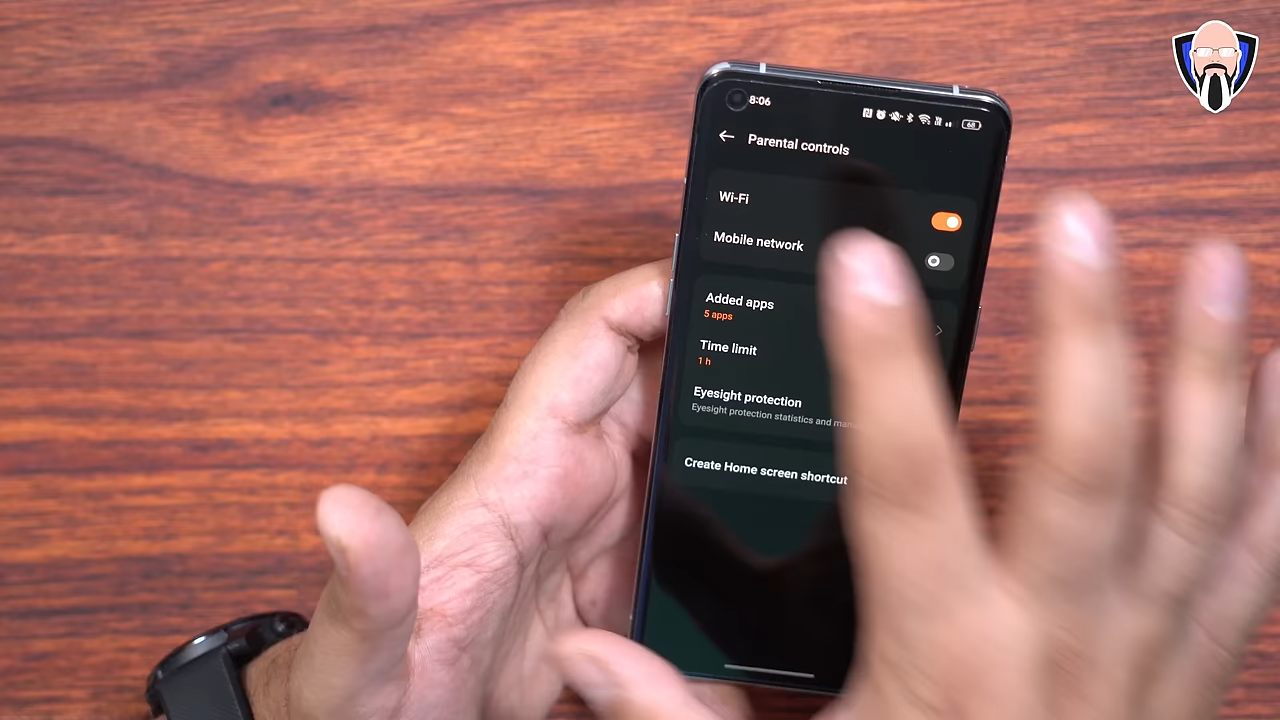 8:06
68
Parental controls
Wi-Fi
Mobile network
Added apps
5 apps
Time limit
1 h
Eyesight protection
Eyesight protection statistics and
Create Home screen shortcut